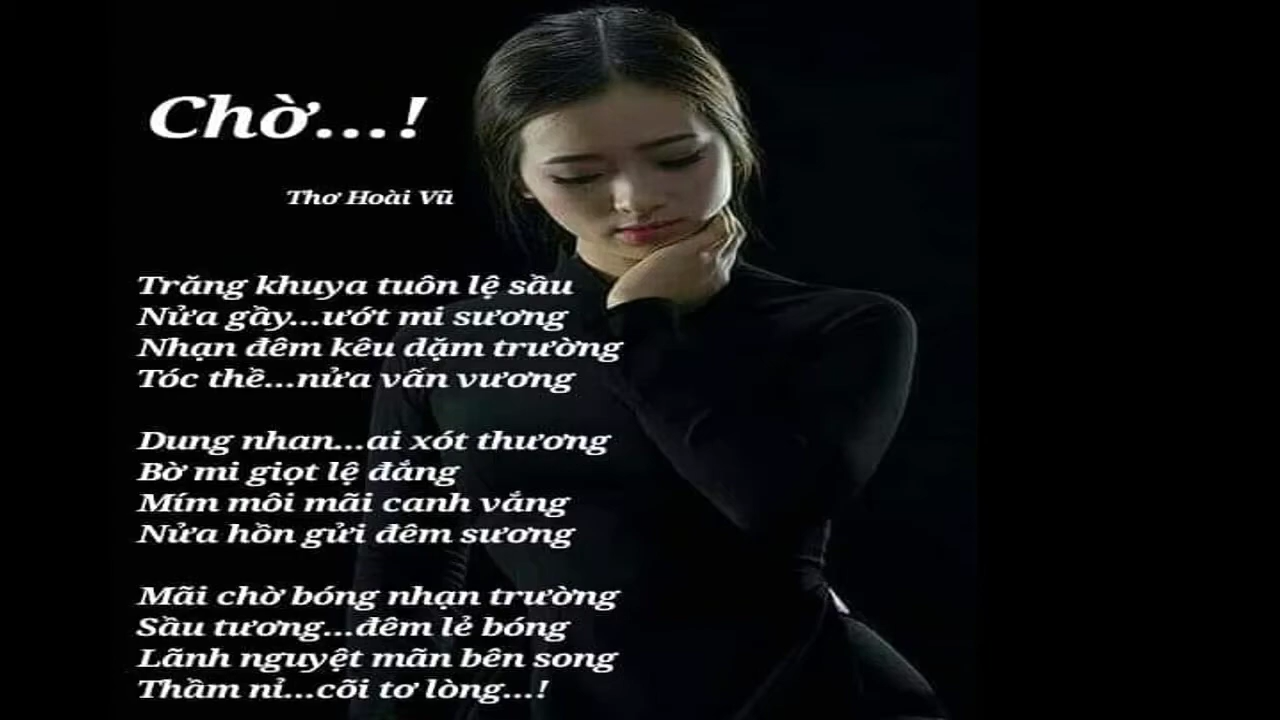 Chờ...!
Thơ Hoài Vũ
Trăng khuya tuôn lệ sầu
Nửa gầy...ướt mi sương
Nhạn đêm kêu dặm trường
Tóc thề...nửa vấn vương
Dung nhan...ai xót thương
Bờ mi giọt lệ đắng
Mím môi mãi canh vắng
Nửa hồn gửi đêm sương
Mãi chờ bóng nhạn trường
Sầu tương...đêm lẻ bóng
Lãnh nguyệt mãn bên song
Thầm nỉ...cõi tơ lòng...!